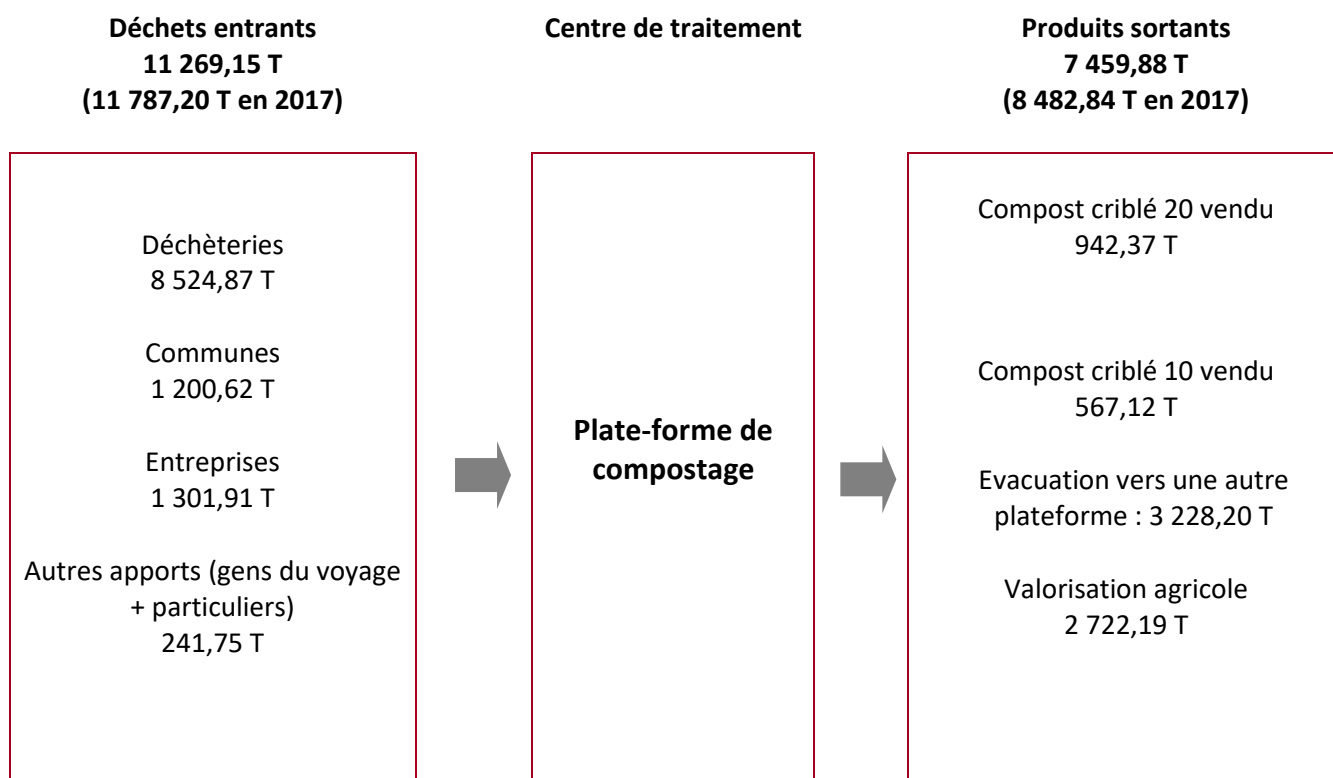 Déchets entrants
11 269,15 T
(11 787,20 T en 2017)
Centre de traitement
Produits sortants
7 459,88 T
(8 482,84 T en 2017)
Déchèteries
8 524,87 T
Communes
1 200,62 T
Entreprises
1 301,91 T
Autres apports (gens du voyage
+ particuliers)
241,75 T
Plate-forme de
compostage
Compost criblé 20 vendu
942,37 T
Compost criblé 10 vendu
567,12 T
Evacuation vers une autre
plateforme : 3 228,20 T
Valorisation agricole
2 722,19 T